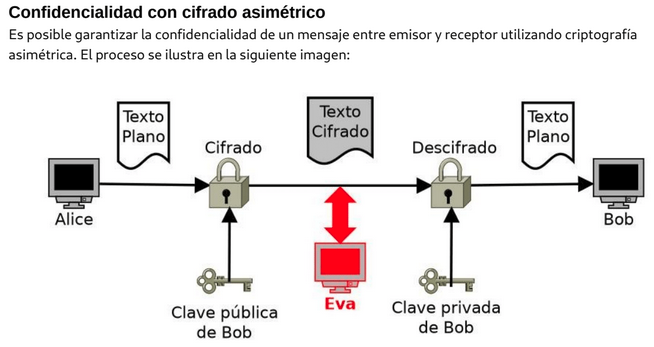 Confidencialidad con cifrado asimétrico
Es posible garantizar la confidencialidad de un mensaje entre emisor y receptor utilizando criptografía
asimétrica. El proceso se ilustra en la siguiente imagen:
Texto
Plano
Texto
Cifrado
Texto
Plano
Cifrado
Descifrado
Alice
Bob
Eva
Clave pública
de Bob
Clave privada
de Bob